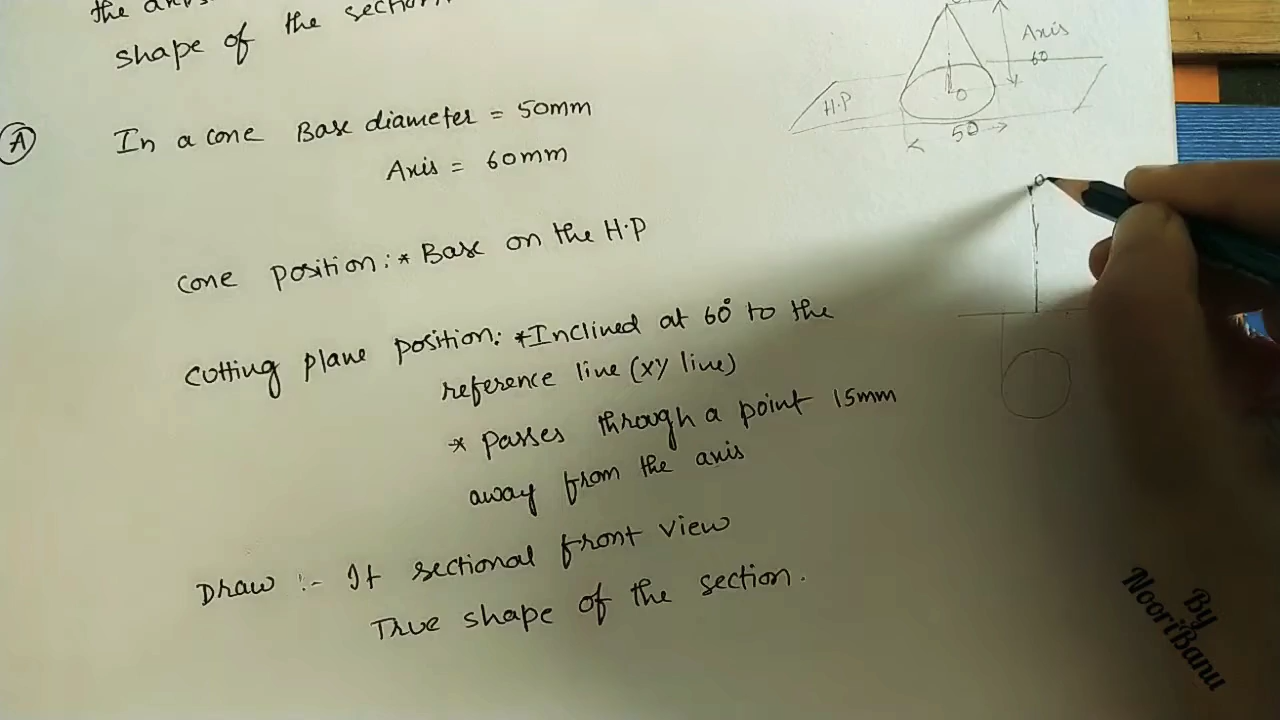 the
shape of the section.
A In a cone Base diameter = 50mm
Axis = 60mm
cone position: * Base on the H.P
Cutting plane position: *Inclined at 60° to the
reference line (xy line)
* passes through a point 15mm
away from the axis
Draw :- It sectional front view
True shape of the section.
Axis
60
H.P
O
50
O
By
NooriBanu